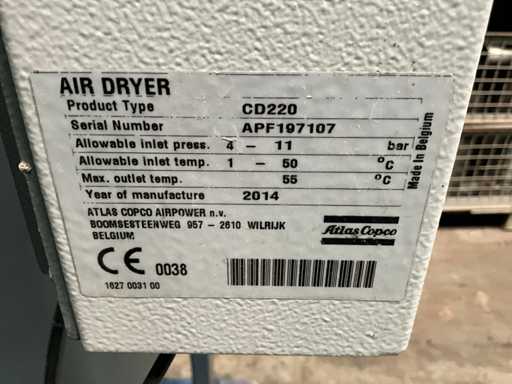 AIR DRYER
Product Type CD220
Serial Number APF197107
Allowable inlet press. 4 - 11 bar
Allowable inlet temp. 1 - 50 °C
Max. outlet temp. 55 °C
Year of manufacture 2014
Made in Belgium
ATLAS COPCO AIRPOWER n.v.
BOOMSESTEENWEG 957 - 2610 WILRIJK
BELGIUM
Atlas Copco
CE 0038
1627 0031 00